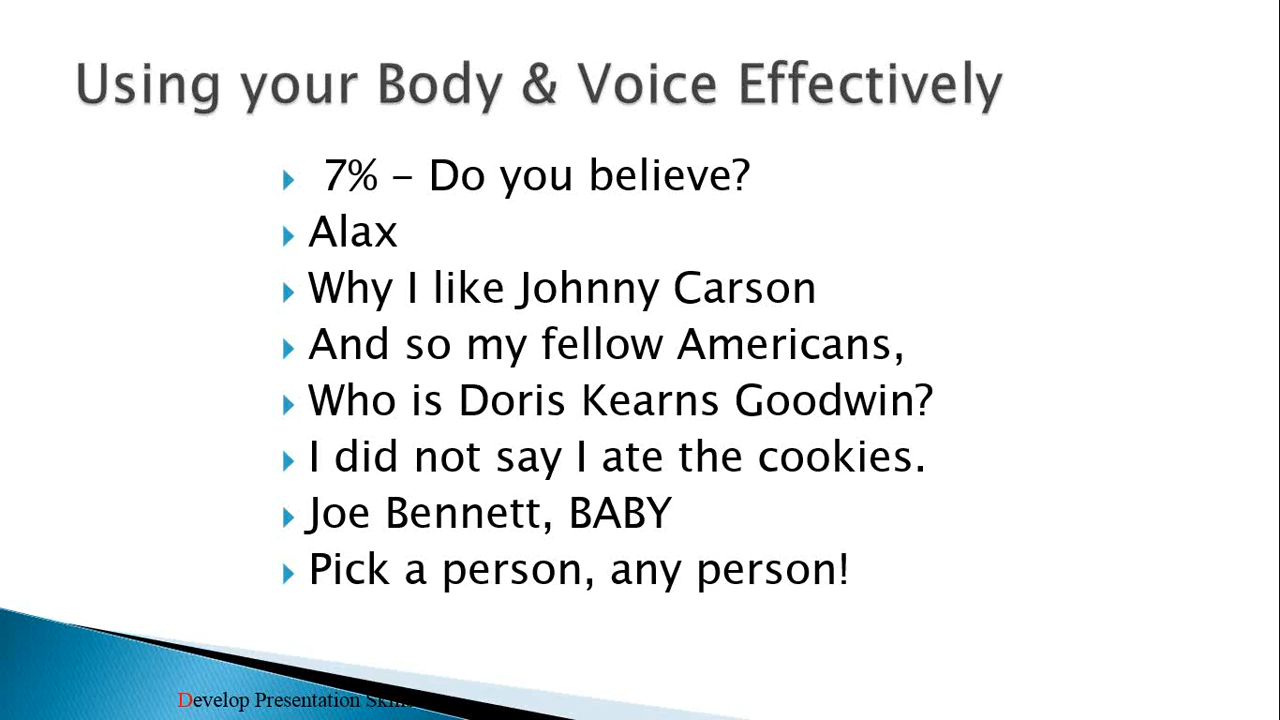 Using your Body & Voice Effectively
7% - Do you believe?
Alax
Why I like Johnny Carson
And so my fellow Americans,
Who is Doris Kearns Goodwin?
I did not say I ate the cookies.
Joe Bennett, BABY
Pick a person, any person!
Develop Presentation Skills